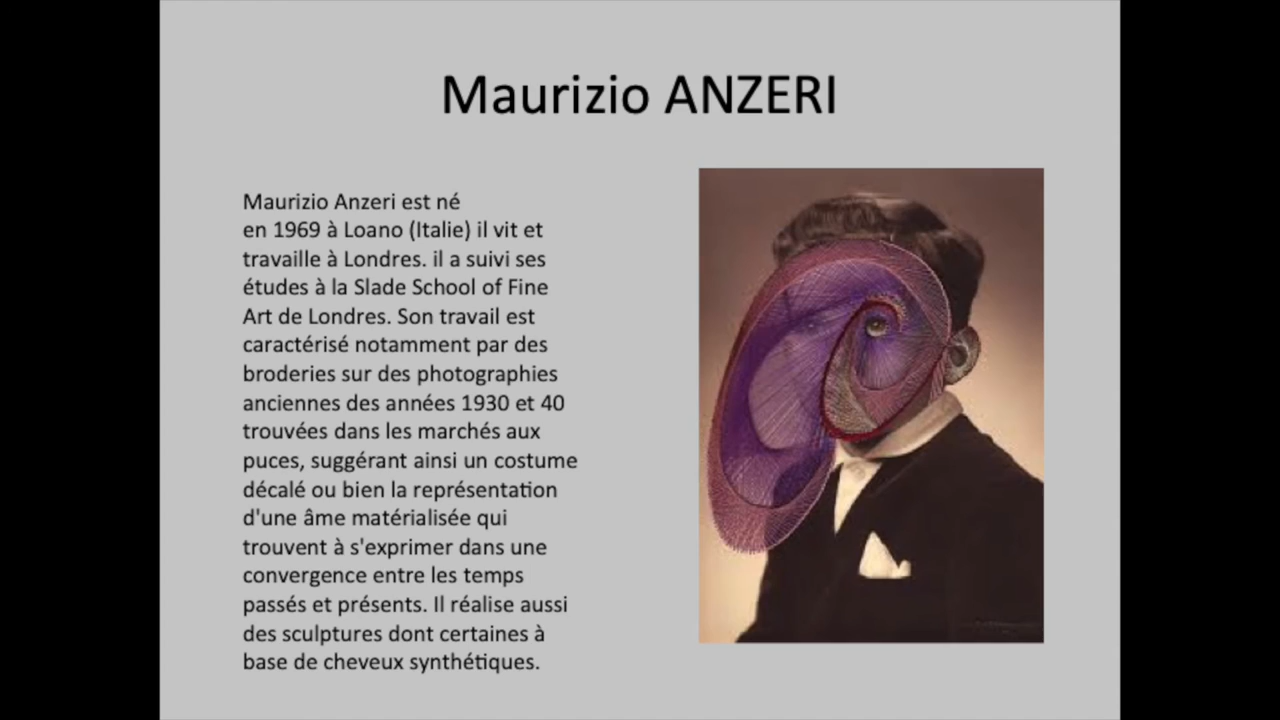 Maurizio ANZERI
Maurizio Anzeri est né
en 1969 à Loano (Italie) il vit et
travaille à Londres. il a suivi ses
études à la Slade School of Fine
Art de Londres. Son travail est
caractérisé notamment par des
broderies sur des photographies
anciennes des années 1930 et 40
trouvées dans les marchés aux
puces, suggérant ainsi un costume
décalé ou bien la représentation
d'une âme matérialisée qui
trouvent à s'exprimer dans une
convergence entre les temps
passés et présents. Il réalise aussi
des sculptures dont certaines à
base de cheveux synthétiques.